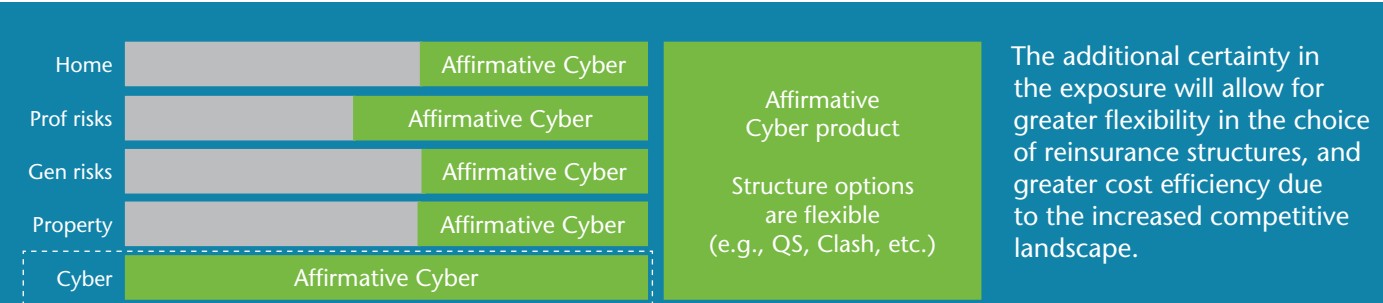 Home
Affirmative Cyber
Prof risks
Affirmative Cyber
Gen risks
Affirmative Cyber
Property
Affirmative Cyber
Cyber
Affirmative Cyber
Affirmative
Cyber product
Structure options
are flexible
(e.g., QS, Clash, etc.)
The additional certainty in
the exposure will allow for
greater flexibility in the choice
of reinsurance structures, and
greater cost efficiency due
to the increased competitive
landscape.